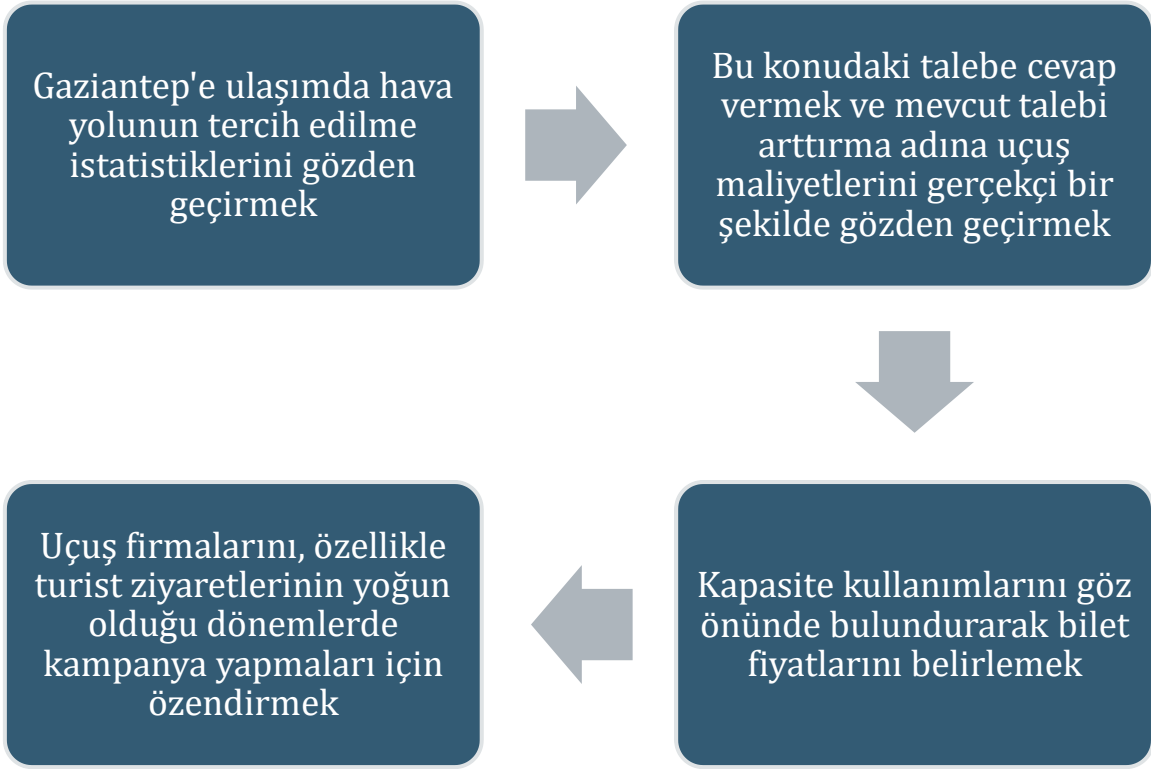 Gaziantep'e ulaşımda hava
yolunun tercih edilme
istatistiklerini gözden
geçirmek
Bu konudaki talebe cevap
vermek ve mevcut talebi
arttırma adına uçuş
maliyetlerini gerçekçi bir
şekilde gözden geçirmek
Kapasite kullanımlarını göz
önünde bulundurarak bilet
fiyatlarını belirlemek
Uçuş firmalarını, özellikle
turist ziyaretlerinin yoğun
olduğu dönemlerde
kampanya yapmaları için
özendirmek